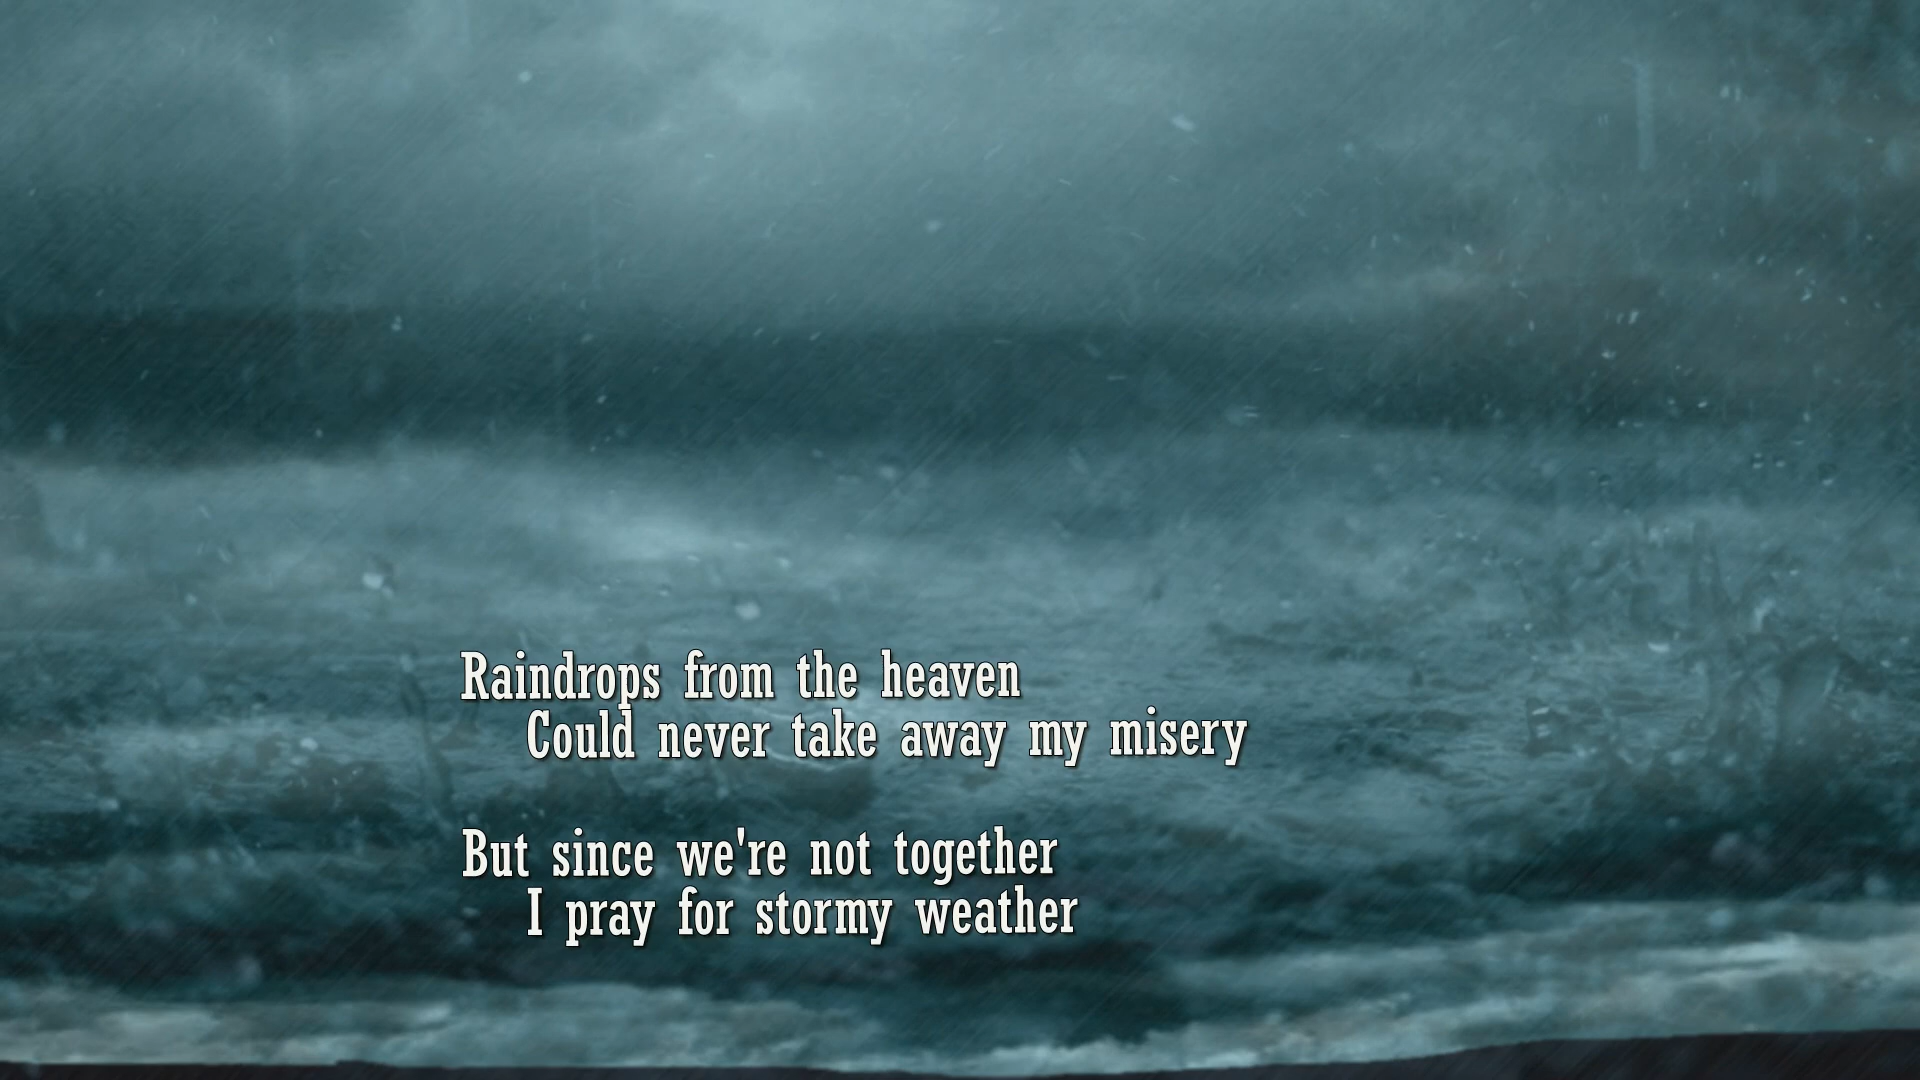 Raindrops from the heaven
Could never take away my misery
But since we're not together
I pray for stormy weather